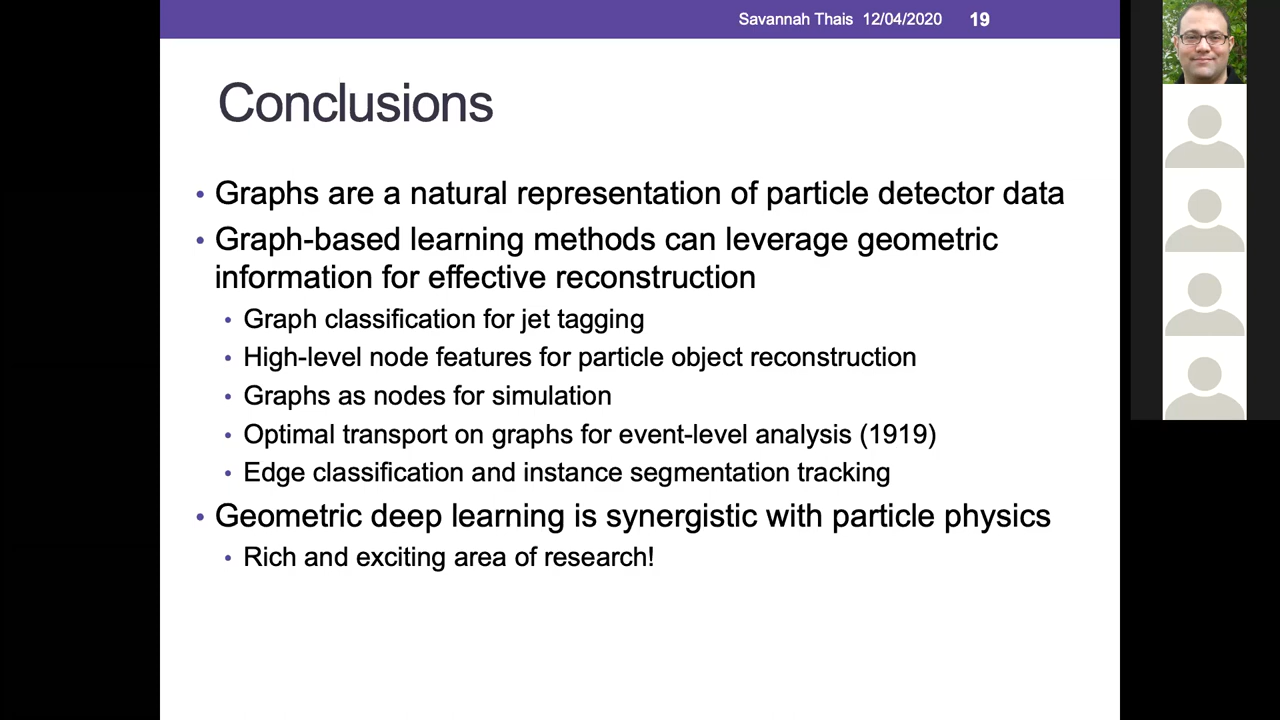 Savannah Thais 12/04/2020 19
Conclusions
• Graphs are a natural representation of particle detector data
• Graph-based learning methods can leverage geometric
information for effective reconstruction
• Graph classification for jet tagging
• High-level node features for particle object reconstruction
• Graphs as nodes for simulation
• Optimal transport on graphs for event-level analysis (1919)
• Edge classification and instance segmentation tracking
• Geometric deep learning is synergistic with particle physics
• Rich and exciting area of research!